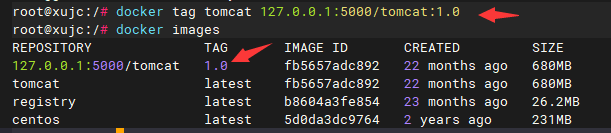 root@xujc:/# docker tag tomcat 127.0.0.1:5000/tomcat:1.0
root@xujc:/# docker images
REPOSITORY TAG IMAGE ID CREATED SIZE
127.0.0.1:5000/tomcat 1.0 fb5657adc892 22 months ago 680MB
tomcat latest fb5657adc892 22 months ago 680MB
registry latest b8604a3fe854 23 months ago 26.2MB
centos latest 5d0da3dc9764 2 years ago 231MB